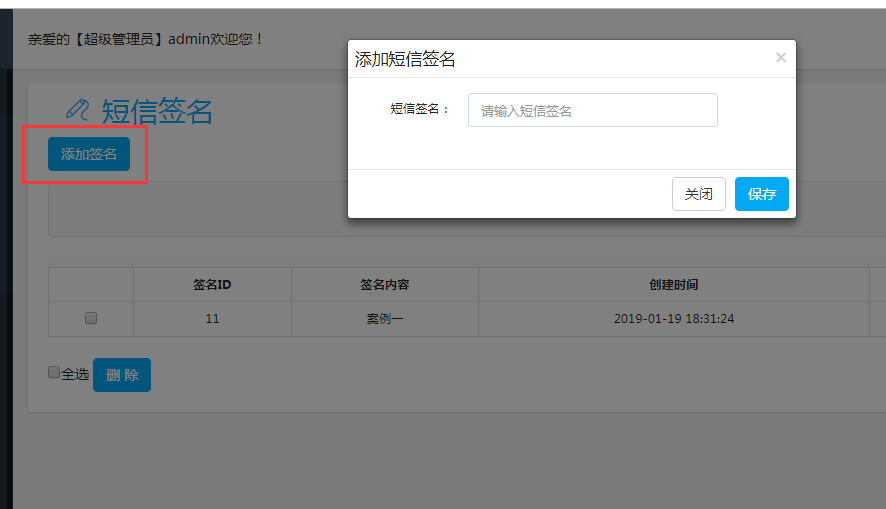 亲爱的【超级管理员】admin欢迎您！
添加短信签名
×
短信签名：
请输入短信签名
关闭
保存
短信签名
添加签名
签名ID
签名内容
创建时间
11
案例一
2019-01-19 18:31:24
全选
删 除